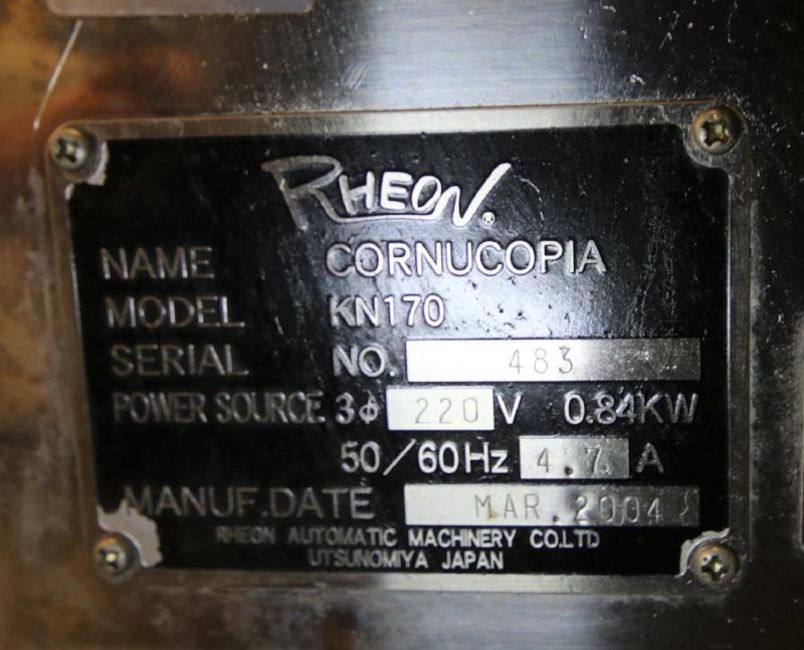 RHEON®
NAME CORNUCOPIA
MODEL KN170
SERIAL NO. 483
POWER SOURCE 3ϕ 220 V 0.84KW
50/60Hz 4.7 A
MANUF.DATE MAR.2004
RHEON AUTOMATIC MACHINERY CO.LTD
UTSUNOMIYA JAPAN